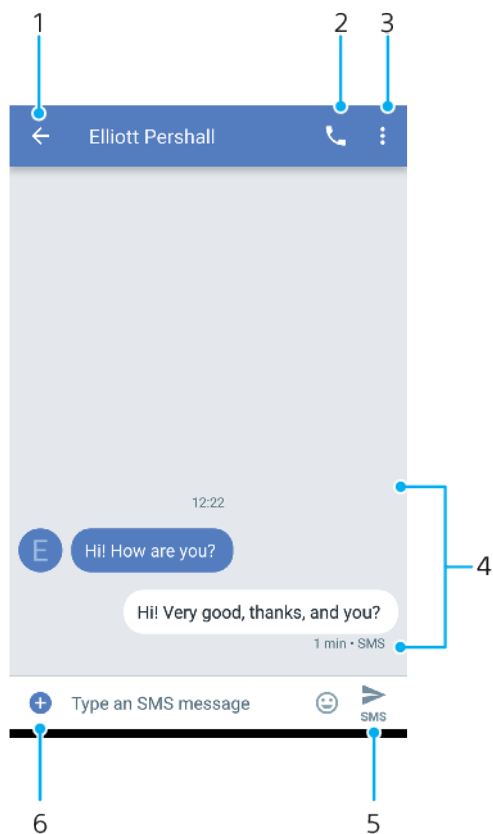 1 2 3
Elliott Pershall
12:22
E Hi! How are you?
Hi! Very good, thanks, and you?
4
1 min • SMS
Type an SMS message
SMS
6 5